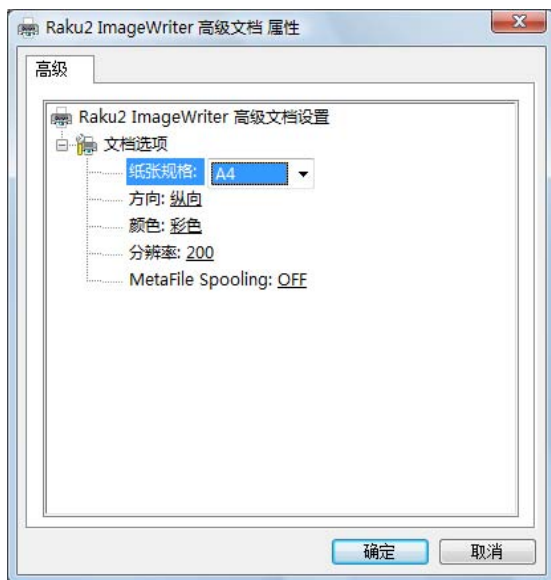 Raku2 ImageWriter 高级文档 属性
高级
Raku2 ImageWriter 高级文档设置
文档选项
纸张规格: A4
方向: 纵向
颜色: 彩色
分辨率: 200
MetaFile Spooling: OFF
确定 取消